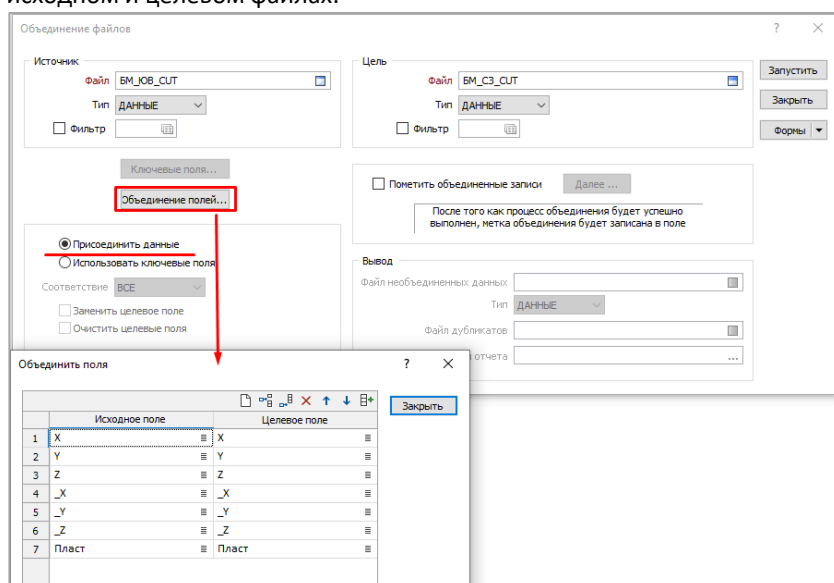 исходном и целевом файлах.
Объединение файлов
? ×
Источник
Файл БМ_ЮВ_CUT
Тип ДАННЫЕ
Фильтр
Цель
Файл БМ_СЗ_CUT
Тип ДАННЫЕ
Фильтр
Запустить
Закрыть
Формы
Ключевые поля...
Объединение полей...
Пометить объединенные записи
Далее ...
После того как процесс объединения будет успешно
выполнен, метка объединения будет записана в поле
Присоединить данные
Использовать ключевые поля
Соответствие ВСЕ
Заменить целевое поле
Очистить целевые поля
Вывод
Файл необъединенных данных
Тип ДАННЫЕ
Файл дубликатов
отчета
...
Объединить поля
? ×
Закрыть
Исходное поле Целевое поле
1 X X
2 Y Y
3 Z Z
4 _X _X
5 _Y _Y
6 _Z _Z
7 Пласт Пласт